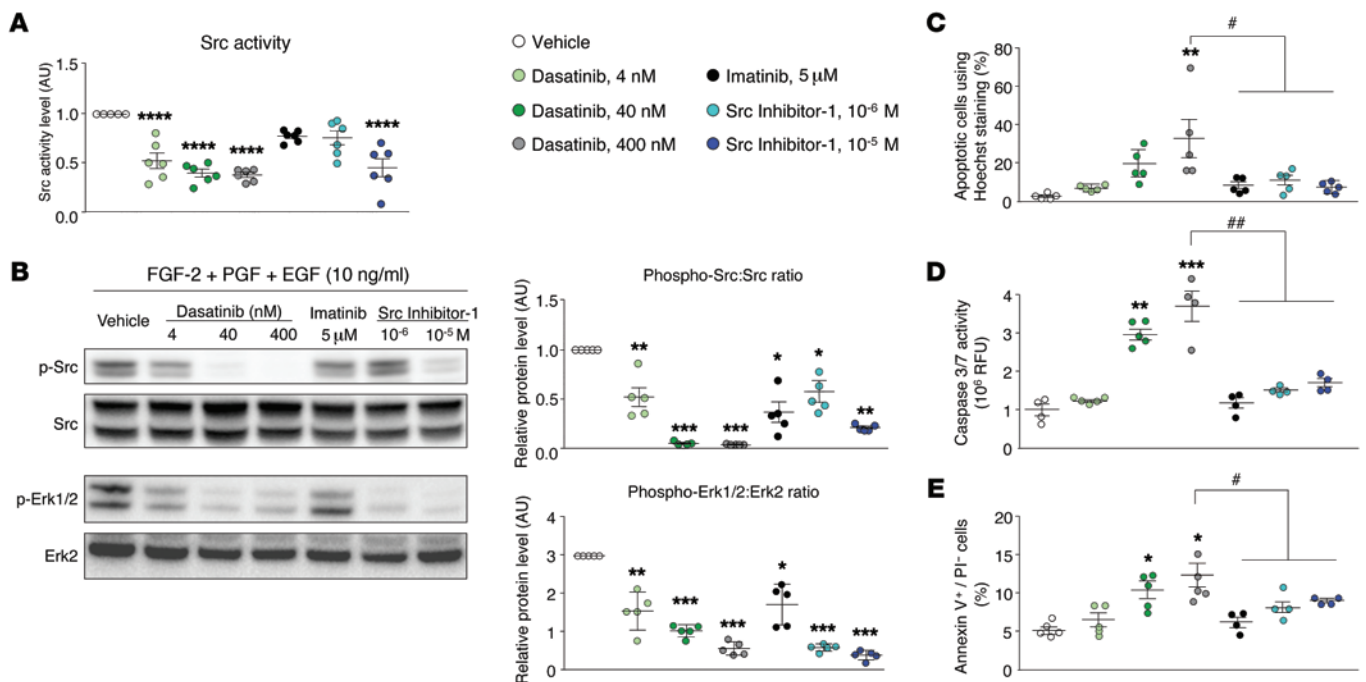 A
Src activity
Src activity level (AU)
1.0
0.5
0.0
****
****
****
****
Vehicle
Dasatinib, 4 nM
Dasatinib, 40 nM
Dasatinib, 400 nM
Imatinib, 5 μM
Src Inhibitor-1, 10⁻⁶ M
Src Inhibitor-1, 10⁻⁵ M
B
FGF-2 + PGF + EGF (10 ng/ml)
Vehicle
Dasatinib (nM)
4 40 400
Imatinib
5 μM
Src Inhibitor-1
10⁻⁶ 10⁻⁵ M
p-Src
Src
p-Erk1/2
Erk2
Phospho-Src:Src ratio
Relative protein level (AU)
1.5
1.0
0.5
0.0
**
***
***
*
*
**
Phospho-Erk1/2:Erk2 ratio
Relative protein level (AU)
4
3
2
1
0
**
***
***
*
***
***
C
Apoptotic cells using
Hoechst staining (%)
80
60
40
20
0
**
#
D
Caspase 3/7 activity
(10⁶ RFU)
4
3
2
1
0
**
***
##
E
Annexin V⁺ / PI⁻ cells
(%)
20
15
10
5
0
*
*
#